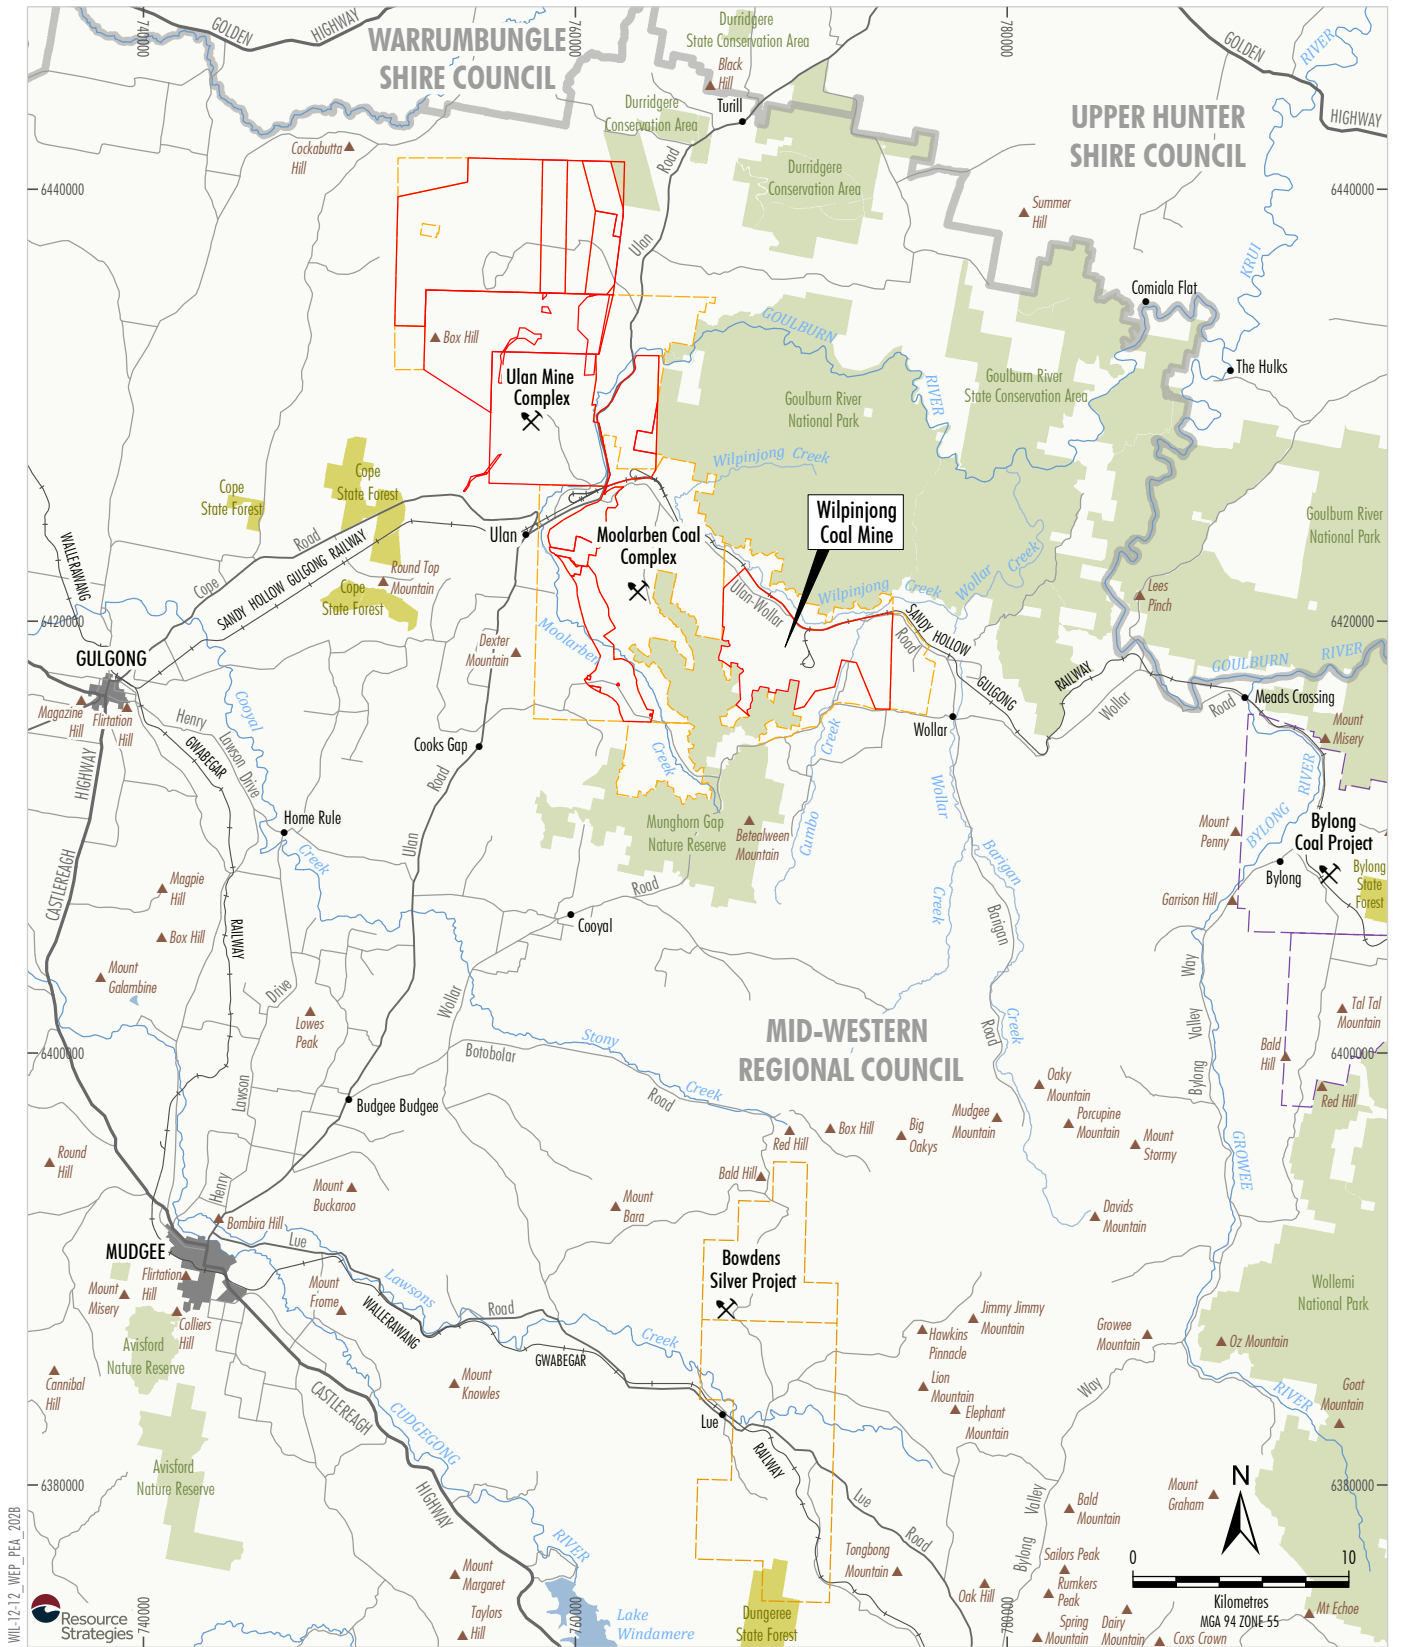 740000
GOLDEN
HIGHWAY
WARRUMBUNGLE
SHIRE COUNCIL
760000
Durridgere
State Conservation Area
Black
Hill
Turill
780000
GOLDEN
HIGHWAY
RIVER
UPPER HUNTER
SHIRE COUNCIL
Durridgere
Conservation Area
Cockabutta
Hill
Road
Durridgere
Conservation Area
6440000
6440000
Summer
Hill
Ulan
KRUI
Comiala Flat
GOULBURN
RIVER
Box Hill
The Hulks
Ulan Mine
Complex
Goulburn River
National Park
Goulburn River
State Conservation Area
Wilpinjong Creek
Cope
State Forest
Cope
State Forest
Wilpinjong
Coal Mine
Goulburn River
National Park
WALLERAWANG
Road
Cope
SANDY HOLLOW GULGONG RAILWAY
Ulan
Moolarben Coal
Complex
Round Top
Mountain
Cope
State Forest
Ulan-Wollar
Road
Wilpinjong
Creek
Wollar
Creek
Lees
Pinch
6420000
6420000
SANDY HOLLOW
GULGONG
RAILWAY
Moolarben
Creek
Dexter
Mountain
GULGONG
Magazine
Hill
Flirtation
Hill
Henry
Lawson
Drive
Cooyal
Creek
GWABEGAR
RAILWAY
GOULBURN
RIVER
Wollar
Road
Meads Crossing
Wollar
Mount
Misery
Cooks Gap
HIGHWAY
CASTLEREAGH
Road
Ulan
Home Rule
Munghorn Gap
Nature Reserve
Betealween
Mountain
Cumbo
Creek
Wollar
Creek
Barigan
Creek
Barigan
Road
RIVER
BYLONG
Mount
Penny
Bylong
Coal Project
Bylong
Bylong
State
Forest
Garrison Hill
Magpie
Hill
Box Hill
Mount
Galambine
Road
Cooyal
Wollar
Drive
Lowes
Peak
Way
Valley
Bylong
Tal Tal
Mountain
Bald
Hill
Red Hill
6400000
6400000
MID-WESTERN
REGIONAL COUNCIL
Stony
Creek
Botobolar
Road
Lawson
Budgee Budgee
Oaky
Mountain
Porcupine
Mountain
Mudgee
Mountain
Mount
Stormy
Box Hill
Big
Oakys
Red Hill
Bald Hill
Round
Hill
Henry
Mount
Buckaroo
Mount
Bara
GROWEE
Davids
Mountain
Bombira Hill
MUDGEE
Lue
Flirtation
Hill
Mount
Misery
Colliers
Hill
Mount
Frome
Lawsons
Creek
Road
WALLERAWANG
GWABEGAR
RAILWAY
Bowdens
Silver Project
Wollemi
National Park
Jimmy Jimmy
Mountain
Hawkins
Pinnacle
Growee
Mountain
Oz Mountain
Avisford
Nature Reserve
Cannibal
Hill
Mount
Knowles
CASTLEREAGH
HIGHWAY
CUDGEGONG
RIVER
Lion
Mountain
Elephant
Mountain
Way
Valley
Bylong
RIVER
Goat
Mountain
Lue
Lue
Road
Avisford
Nature Reserve
6380000
6380000
Mount
Graham
N
Bald
Mountain
Sailors Peak
Rumkers
Peak
Tongbong
Mountain
Oak Hill
Mount
Margaret
Taylors
Hill
Lake
Windamere
Dungeree
State Forest
Spring
Mountain
Dairy
Mountain
Coxs Crown
Mt Echoe
0
10
Kilometres
MGA 94 ZONE 55
740000
760000
780000
Resource
Strategies
WIL-12-12_WEP_PEA_202B